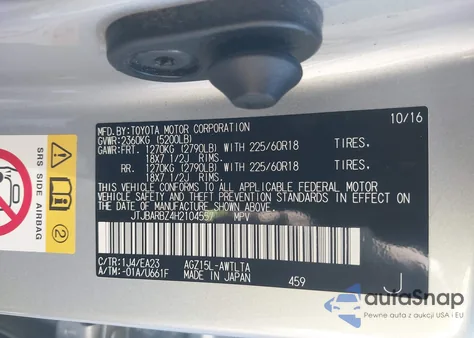 10/16
MFD. BY: TOYOTA MOTOR CORPORATION
GVWR: 2360KG (5200LB)
GAWR: FRT. 1270KG (2790LB) WITH 225/60R18 TIRES,
18X7 1/2J RIMS.
RR. 1270KG (2790LB) WITH 225/60R18 TIRES,
18X7 1/2J RIMS.
THIS VEHICLE CONFORMS TO ALL APPLICABLE FEDERAL MOTOR
VEHICLE SAFETY AND THEFT PREVENTION STANDARDS IN EFFECT ON
THE DATE OF MANUFACTURE SHOWN ABOVE.
JTJBARBZ4H2104557 MPV
C/TR: 1J4/EA23 AGZ15L-AWTLTA
A/TM: -01A/U661F MADE IN JAPAN 459
J
SRS SIDE AIRBAG
2
autoSnap
Pewne auta z aukcji w USA i Kanadzie